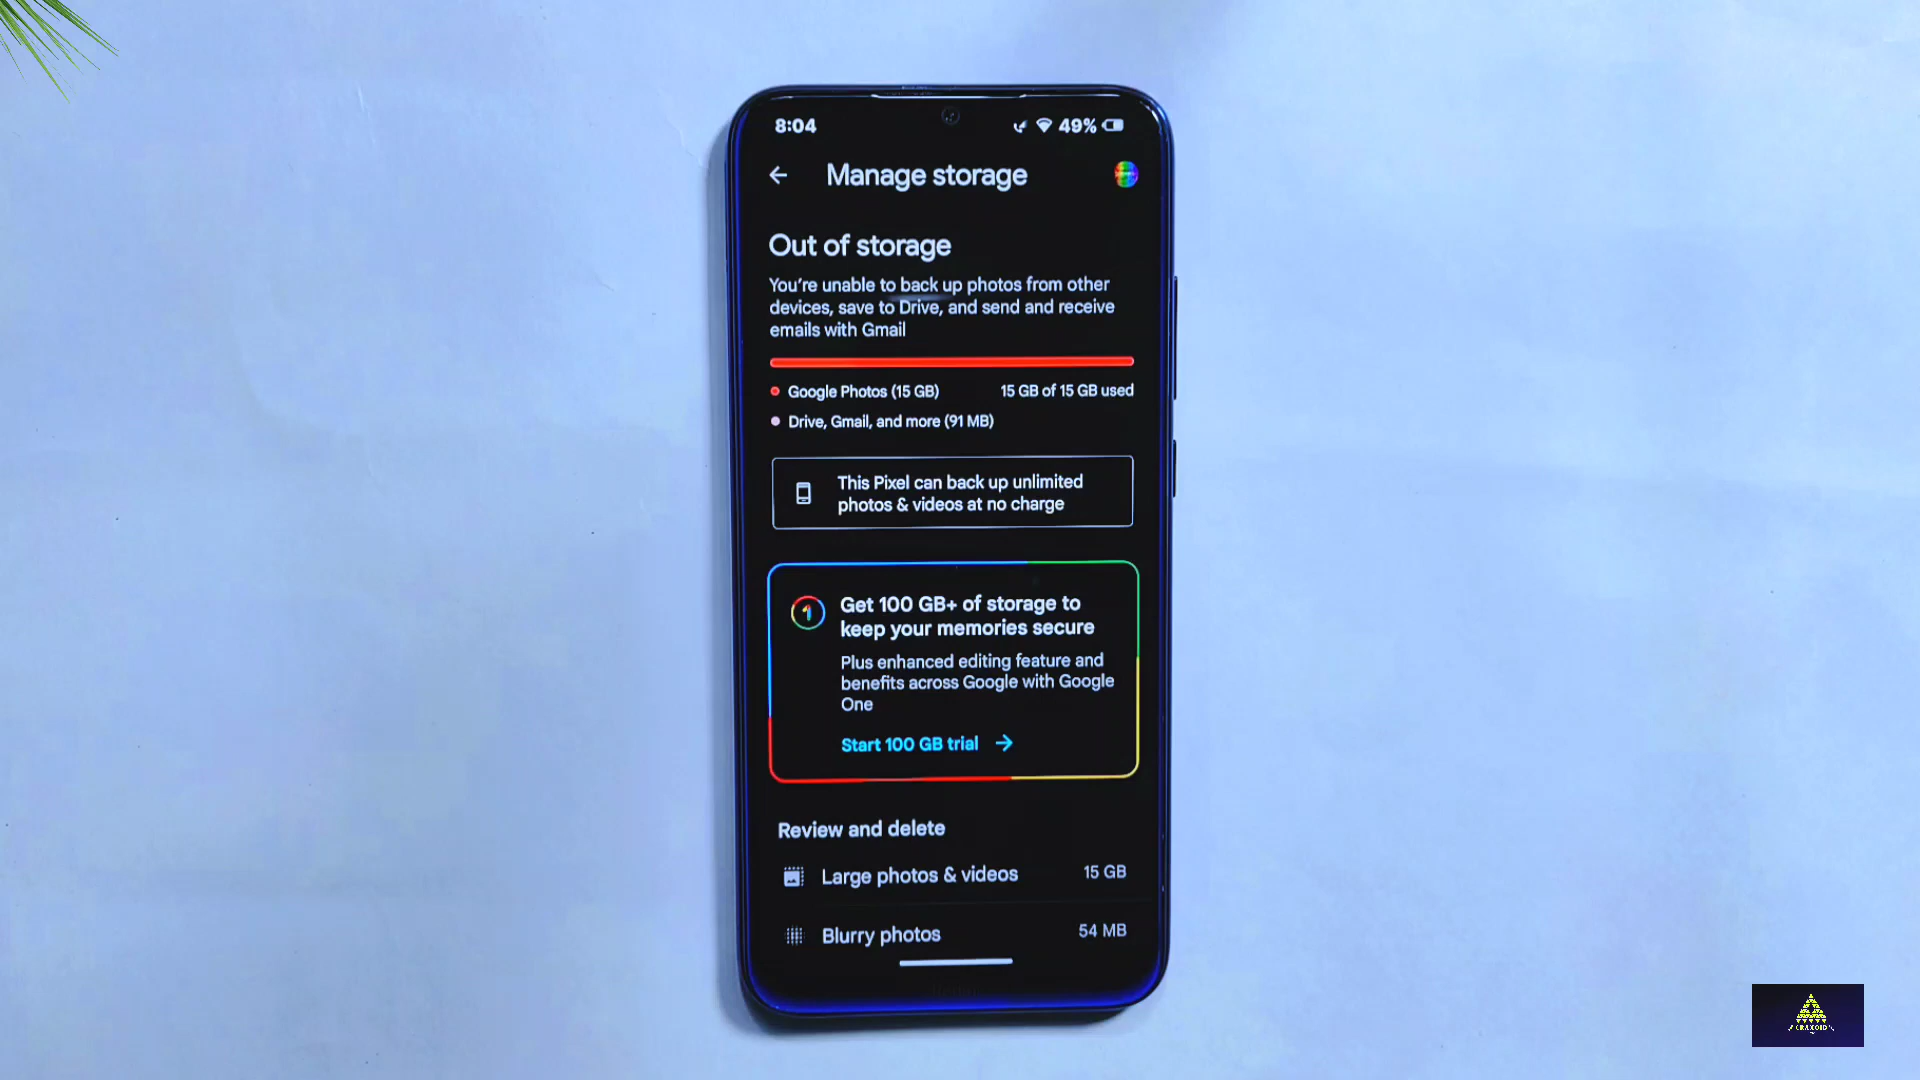 8:04
49%
Manage storage
Out of storage
You're unable to back up photos from other
devices, save to Drive, and send and receive
emails with Gmail
Google Photos (15 GB)
15 GB of 15 GB used
Drive, Gmail, and more (91 MB)
This Pixel can back up unlimited
photos & videos at no charge
1
Get 100 GB+ of storage to
keep your memories secure
Plus enhanced editing feature and
benefits across Google with Google
One
Start 100 GB trial
Review and delete
Large photos & videos
15 GB
Blurry photos
54 MB